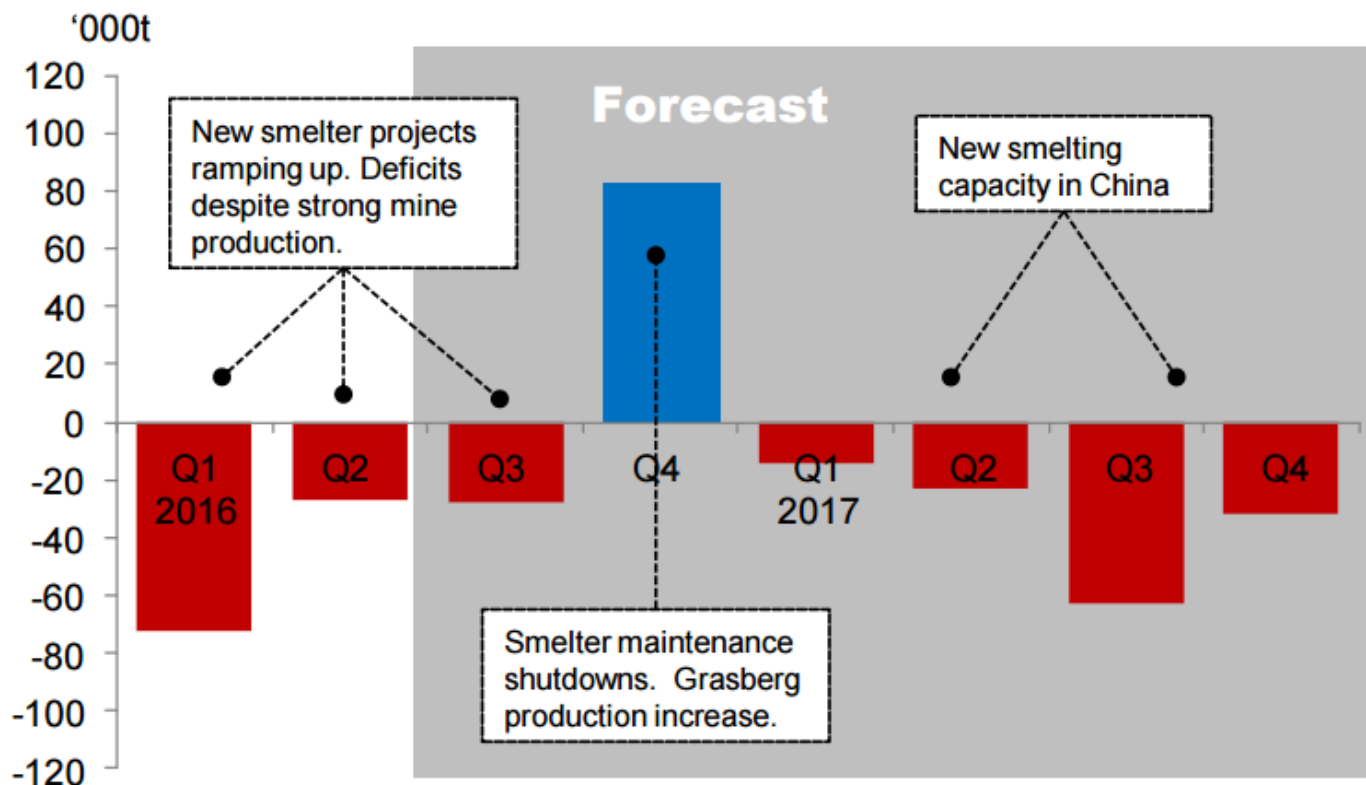 ‘000t
120
100
80
60
40
20
0
-20
-40
-60
-80
-100
-120
Forecast
New smelter projects
ramping up. Deficits
despite strong mine
production.
New smelting
capacity in China
Q1
2016
Q2
Q3
Q4
Q1
2017
Q2
Q3
Q4
Smelter maintenance
shutdowns. Grasberg
production increase.